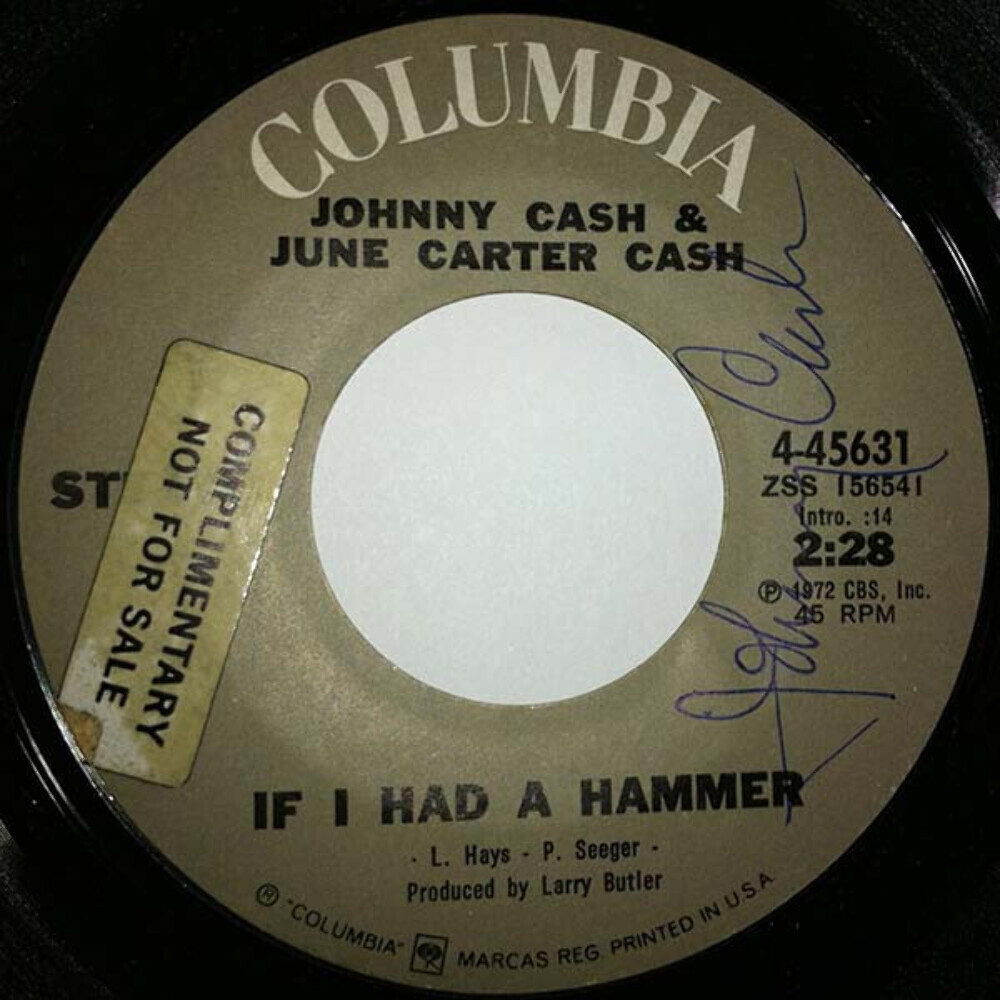 COLUMBIA
JOHNNY CASH &
JUNE CARTER CASH
Johnny Cash
ST
COMPLIMENTARY
NOT FOR SALE
4-45631
ZSS 156541
Intro. :14
2:28
Ⓟ 1972 CBS, Inc.
45 RPM
IF I HAD A HAMMER
- L. Hays - P. Seeger -
Produced by Larry Butler
Ⓡ "COLUMBIA" MARCAS REG. PRINTED IN U.S.A.